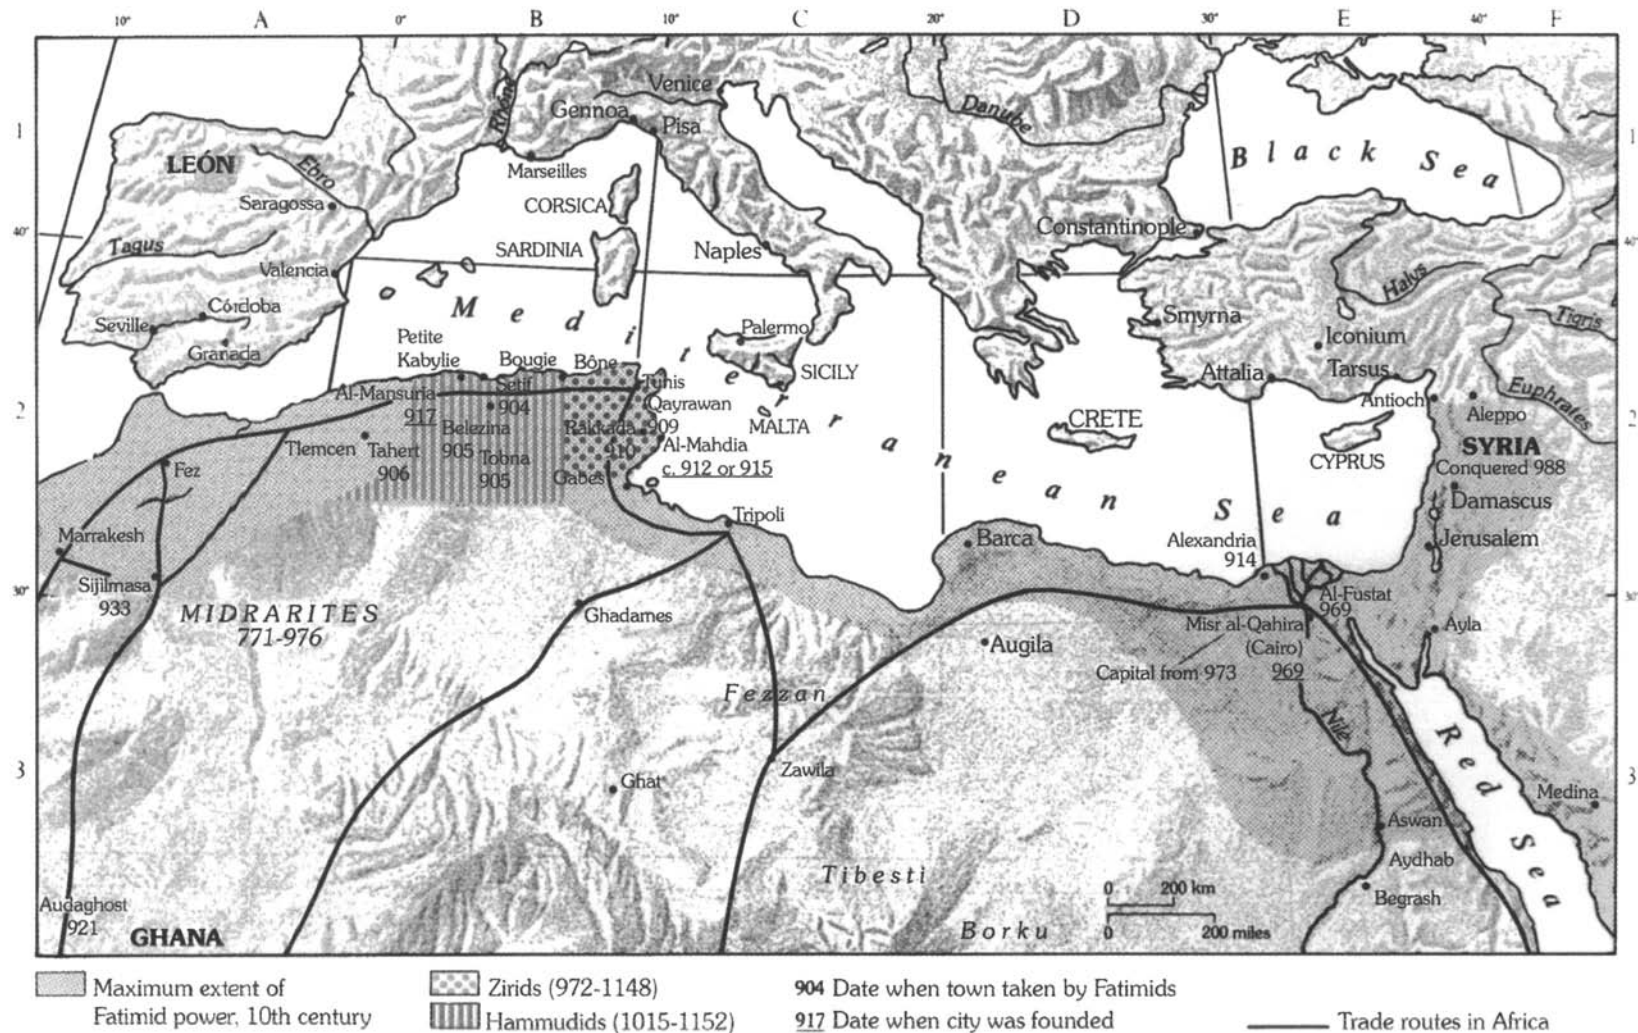 10° A 0° B 10° C 20° D 30° E 40° F
1
Venice
Rhône
Gennoa
Pisa
Danube
1
LEÓN
Ebro
Marseilles
Black Sea
Saragossa
CORSICA
Constantinople
40°
Tagus
SARDINIA
Naples
40°
Valencia
Halys
Mediterranean Sea
Córdoba
Seville
Granada
Petite
Kabylie
Bougie
Bône
Palermo
SICILY
Smyrna
Iconium
Tigris
Attalia
Tarsus
Setif
904
Tunis
Euphrates
Al-Mansuria
917
Qayrawan
909
MALTA
CRETE
Antioch
Aleppo
2
2
Belezina
905
Rakkada
910
Al-Mahdia
c. 912 or 915
CYPRUS
SYRIA
Conquered 988
Tlemcen
Tahert
906
Tobna
905
Gabes
Damascus
Fez
Tripoli
Marrakesh
Barca
Alexandria
914
Jerusalem
Sijilmasa
933
30°
30°
MIDRARITES
771-976
Ghadames
Al-Fustat
969
Misr al-Qahira
(Cairo)
969
Ayla
Augila
Capital from 973
Fezzan
Nile
Red Sea
3
Zawila
3
Ghat
Medina
Aswan
Tibesti
Aydhab
0 200 km
Begrash
Audaghost
921
0 200 miles
GHANA
Borku
Maximum extent of
Fatimid power, 10th century
Zirids (972-1148)
Hammudids (1015-1152)
904 Date when town taken by Fatimids
917 Date when city was founded
Trade routes in Africa